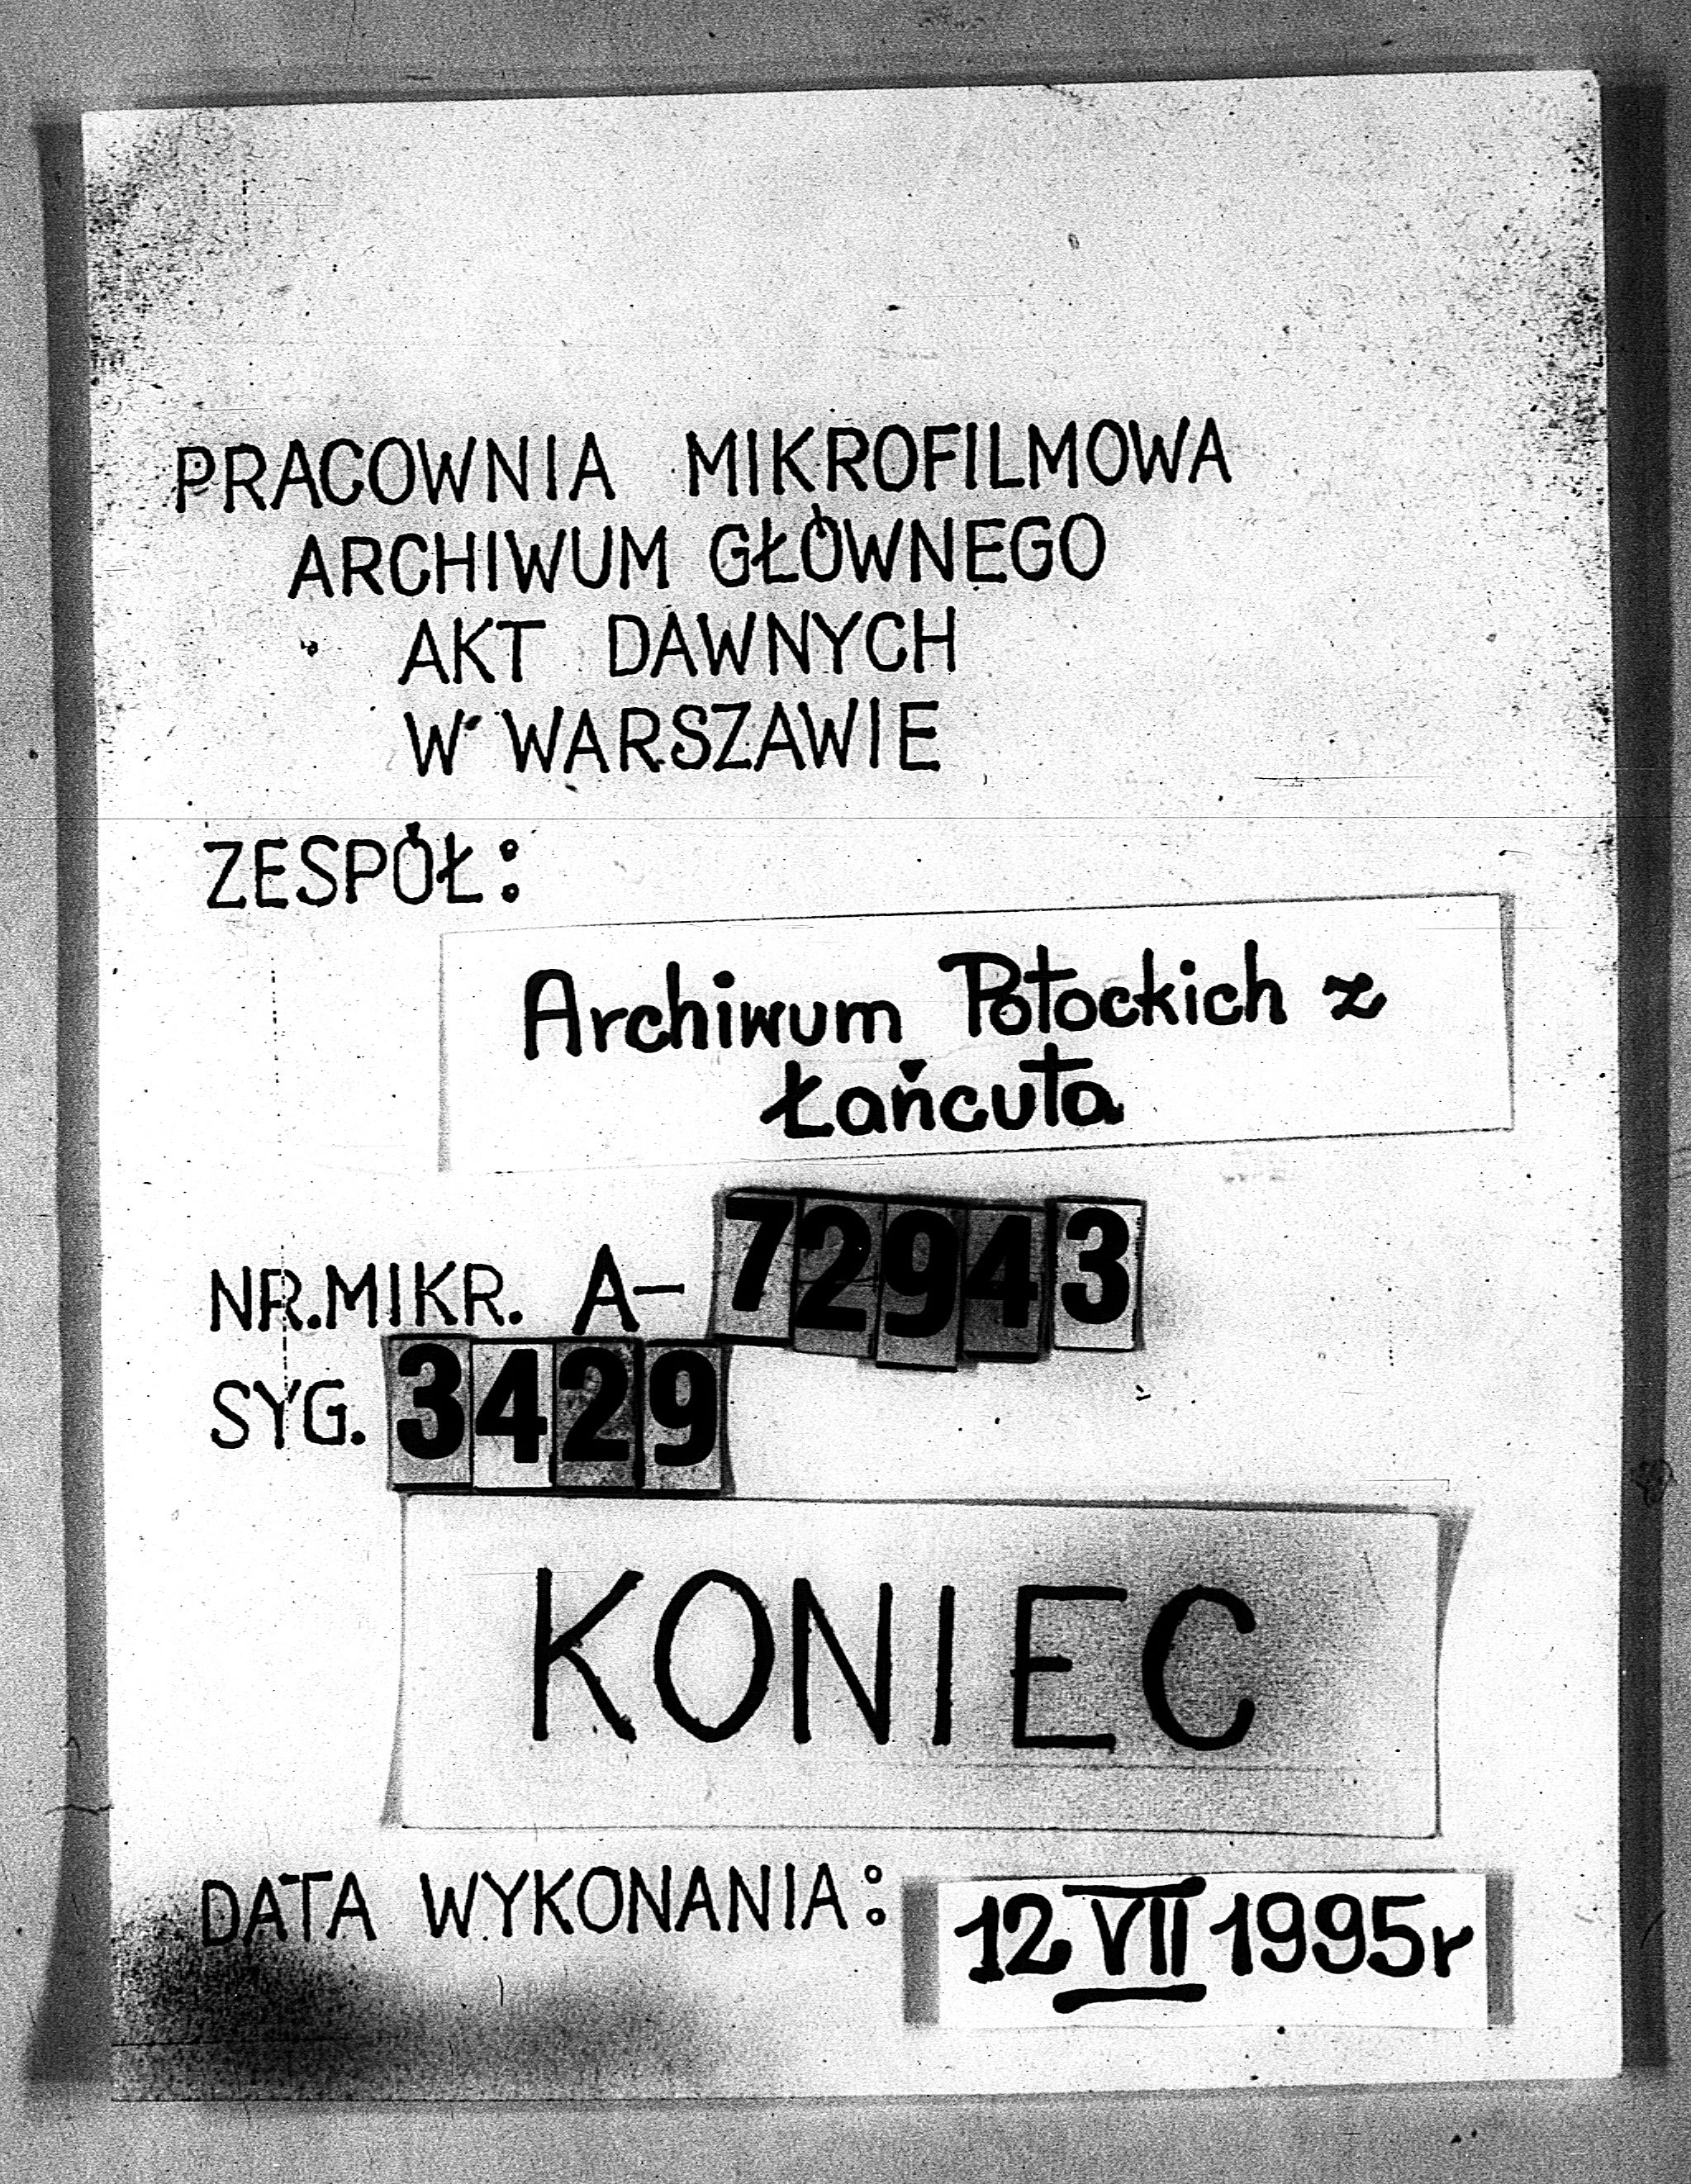 PRACOWNIA MIKROFILMOWA
ARCHIWUM GŁÓWNEGO
AKT DAWNYCH
W WARSZAWIE
ZESPÓŁ:
Archiwum Potockich z
Łańcuta
NR.MIKR. A-72943
SYG. 3429
KONIEC
DATA WYKONANIA: 12 VII 1995r